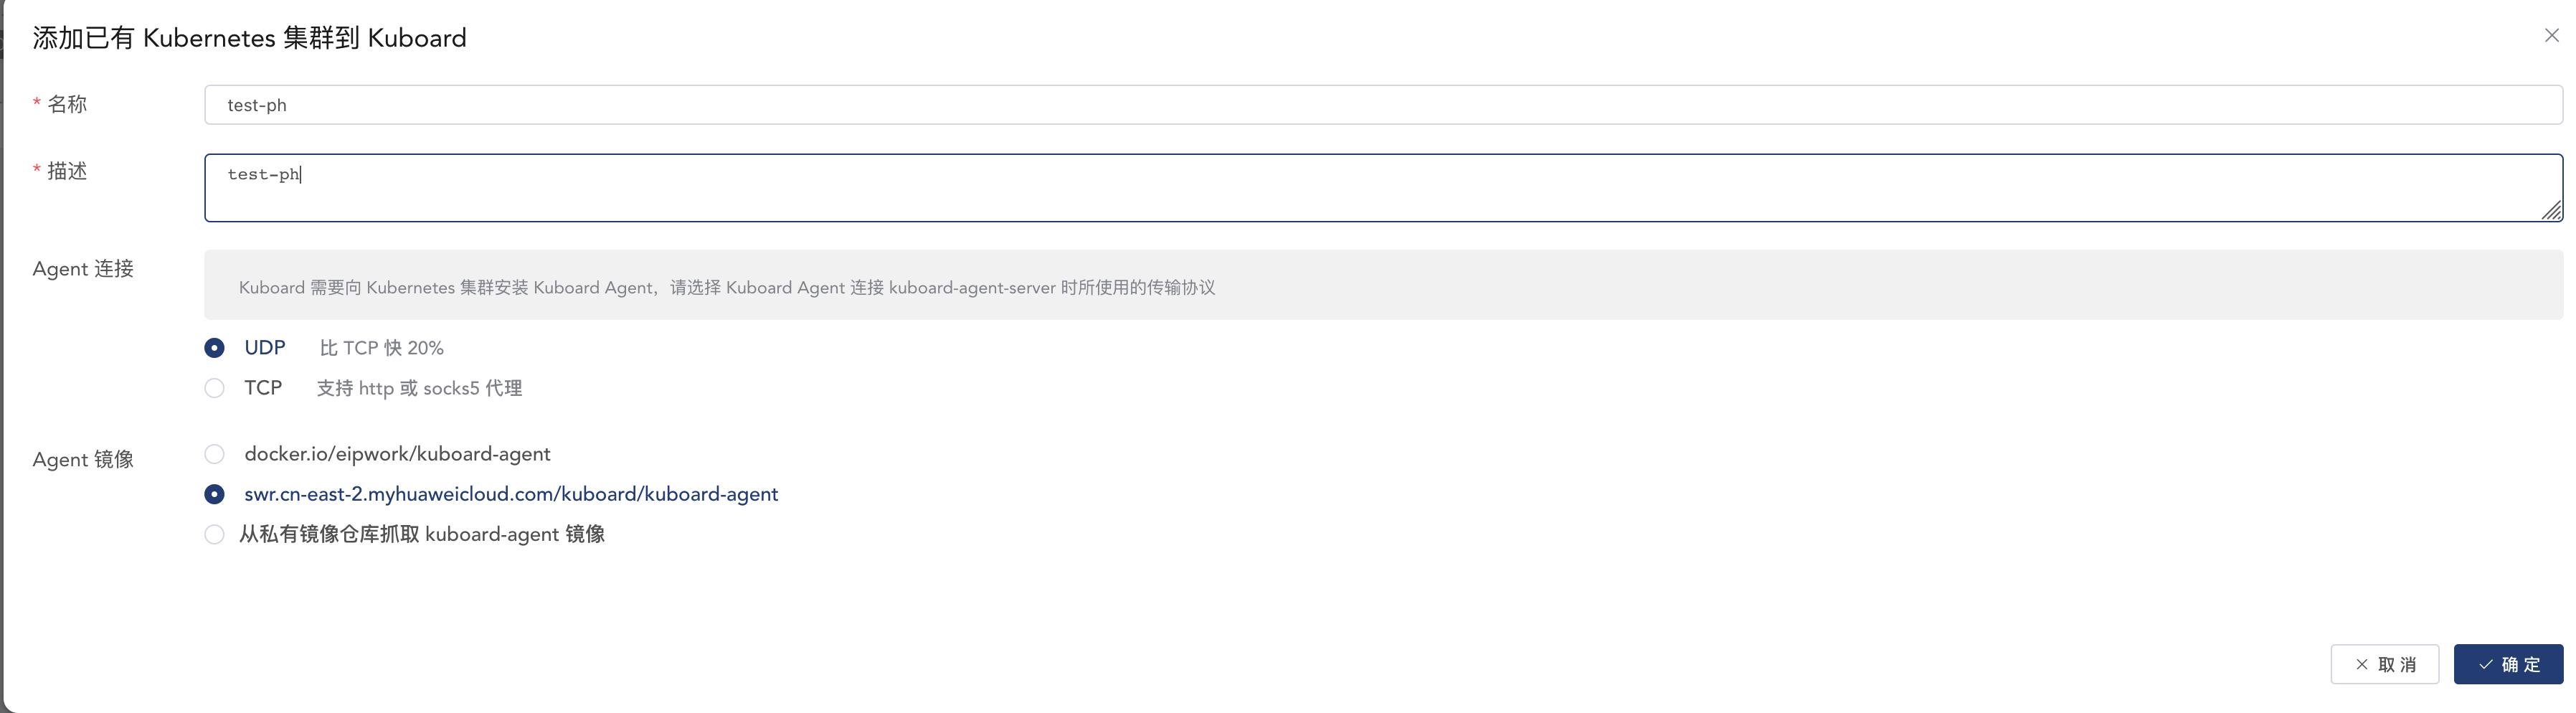 添加已有 Kubernetes 集群到 Kuboard
* 名称
test-ph
* 描述
test-ph
Agent 连接
Kuboard 需要向 Kubernetes 集群安装 Kuboard Agent，请选择 Kuboard Agent 连接 kuboard-agent-server 时所使用的传输协议
UDP 比 TCP 快 20%
TCP 支持 http 或 socks5 代理
Agent 镜像
docker.io/eipwork/kuboard-agent
swr.cn-east-2.myhuaweicloud.com/kuboard/kuboard-agent
从私有镜像仓库抓取 kuboard-agent 镜像
取消
确定